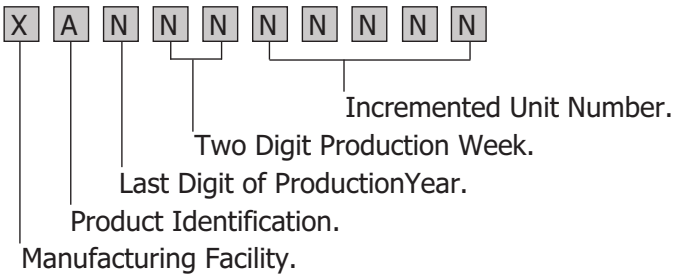 X A N N N N N N N N
Incremented Unit Number.
Two Digit Production Week.
Last Digit of ProductionYear.
Product Identification.
Manufacturing Facility.